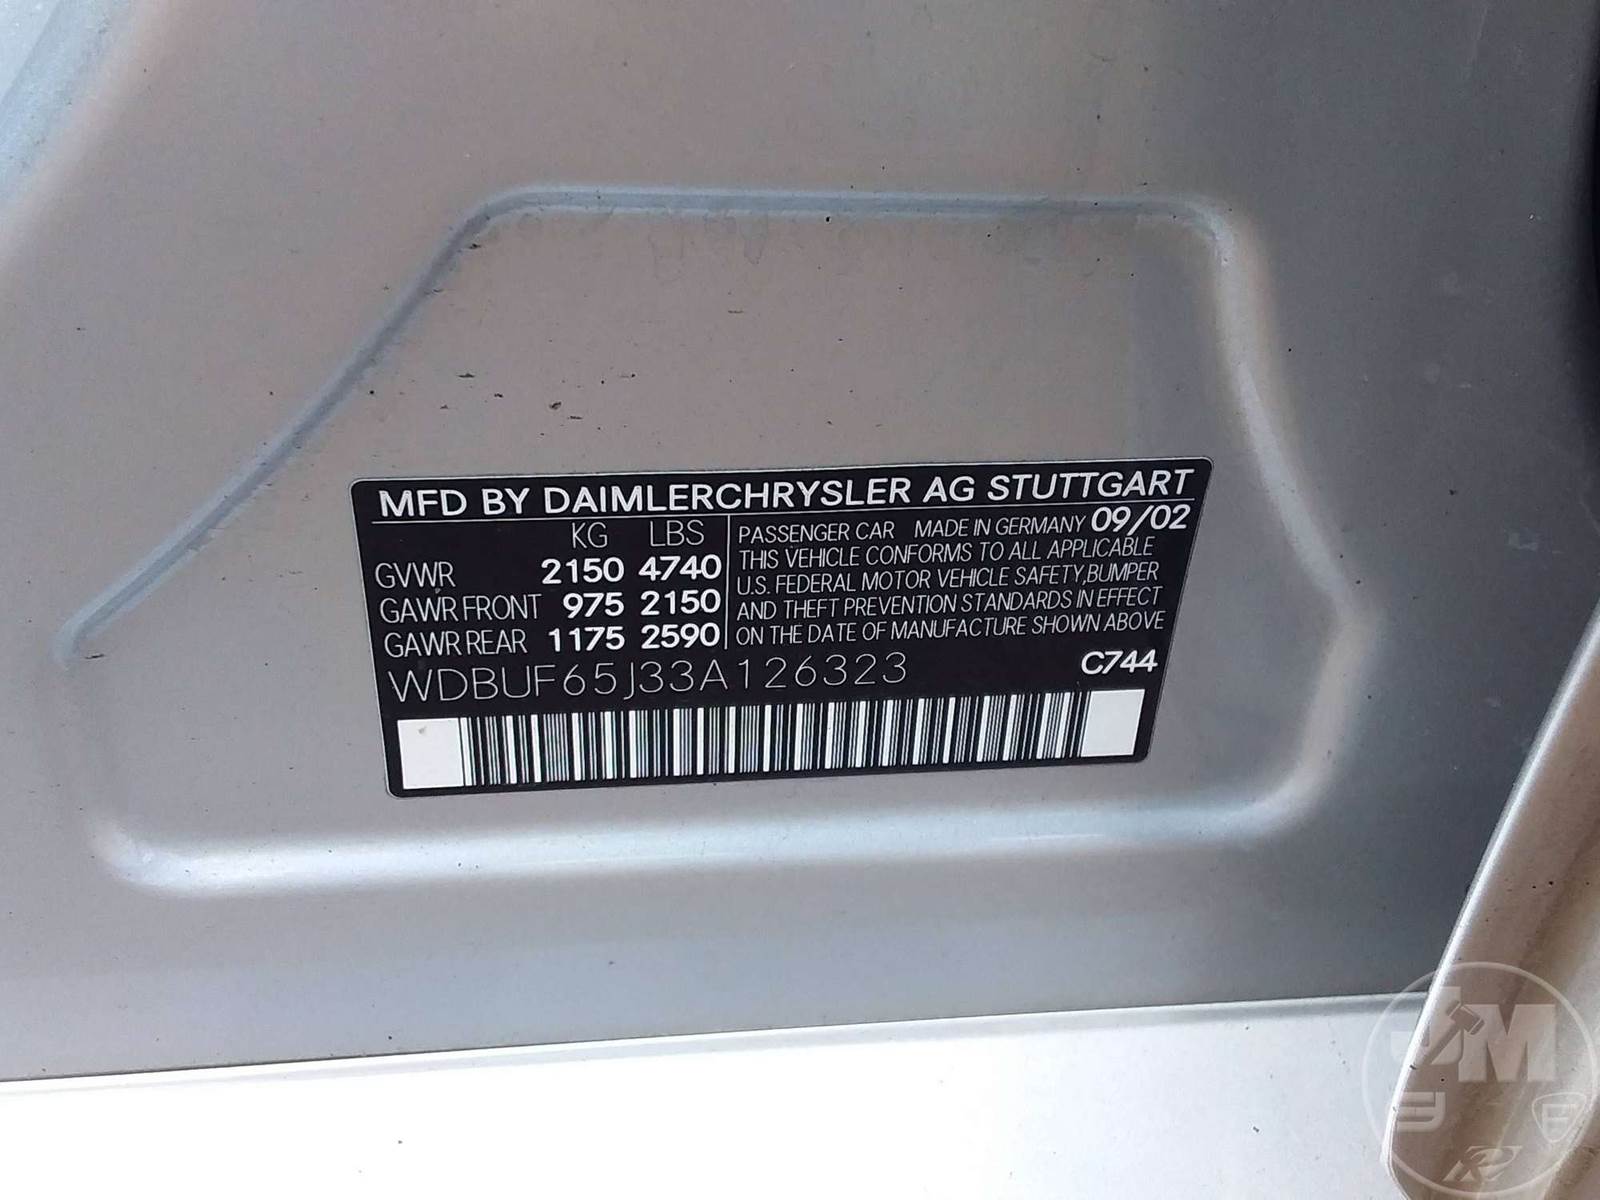 MFD BY DAIMLERCHRYSLER AG STUTTGART
KG LBS
GVWR 2150 4740
GAWR FRONT 975 2150
GAWR REAR 1175 2590
PASSENGER CAR MADE IN GERMANY 09/02
THIS VEHICLE CONFORMS TO ALL APPLICABLE
U.S. FEDERAL MOTOR VEHICLE SAFETY,BUMPER
AND THEFT PREVENTION STANDARDS IN EFFECT
ON THE DATE OF MANUFACTURE SHOWN ABOVE
WDBUF65J33A126323
C744
JM